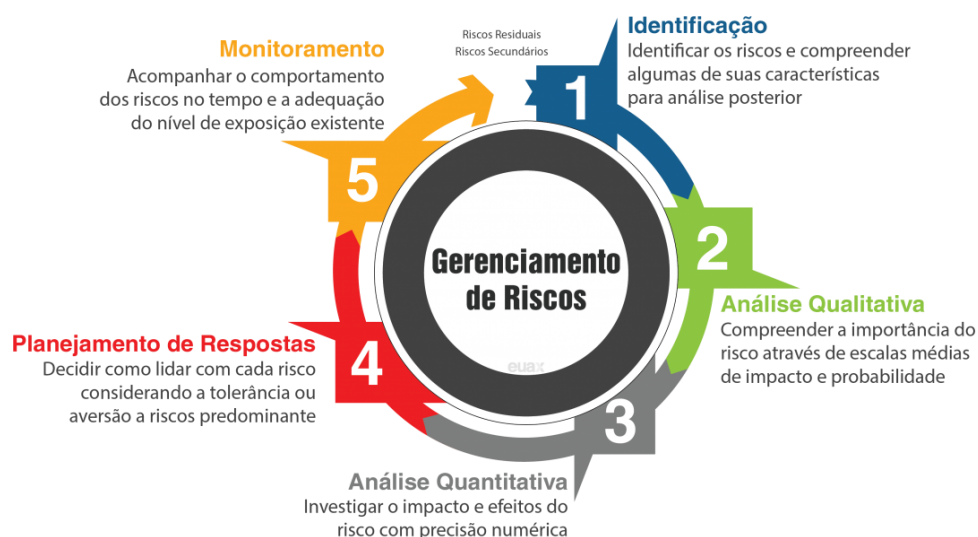 Riscos Residuais
Riscos Secundários
1
Identificação
Identificar os riscos e compreender
algumas de suas características
para análise posterior
2
Análise Qualitativa
Compreender a importância do
risco através de escalas médias
de impacto e probabilidade
3
Análise Quantitativa
Investigar o impacto e efeitos do
risco com precisão numérica
4
Planejamento de Respostas
Decidir como lidar com cada risco
considerando a tolerância ou
aversão a riscos predominante
5
Monitoramento
Acompanhar o comportamento
dos riscos no tempo e a adequação
do nível de exposição existente
Gerenciamento
de Riscos
euax